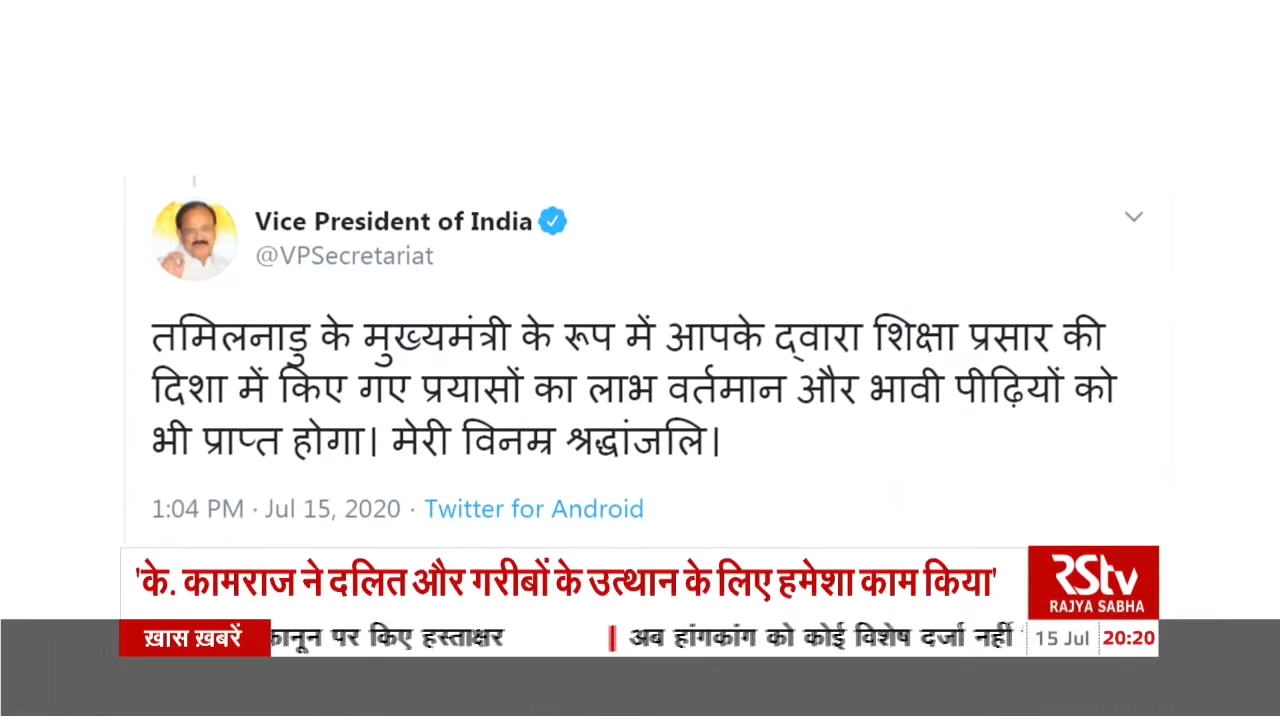 Vice President of India
@VPSecretariat
तमिलनाडु के मुख्यमंत्री के रूप में आपके द्वारा शिक्षा प्रसार की
दिशा में किए गए प्रयासों का लाभ वर्तमान और भावी पीढ़ियों को
भी प्राप्त होगा। मेरी विनम्र श्रद्धांजलि।
1:04 PM · Jul 15, 2020 · Twitter for Android
'के. कामराज ने दलित और गरीबों के उत्थान के लिए हमेशा काम किया'
RStv
RAJYA SABHA
ख़ास ख़बरें पर किए हस्ताक्षर | अब हांगकांग को कोई विशेष दर्जा नहीं 15 Jul 20:20